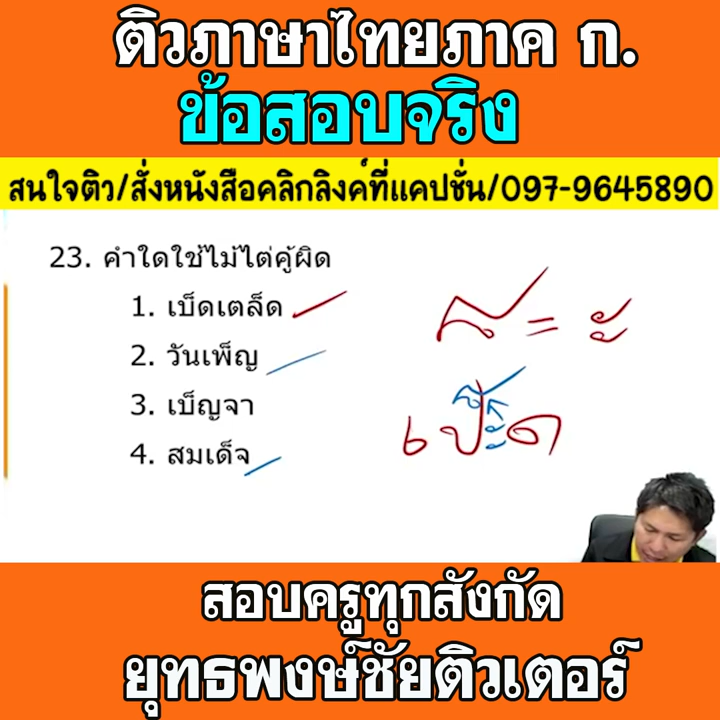 ติวภาษาไทยภาค ก.
ข้อสอบจริง
สนใจติว/สั่งหนังสือคลิกลิงค์ที่แคปชั่น/097-9645890
23. คำใดใช้ไม้ไต่คู้ผิด
1. เบ็ดเตล็ด
2. วันเพ็ญ
3. เบ็ญจา
4. สมเด็จ
= ะ
สอบครูทุกสังกัด
ยุทธพงษ์ชัยติวเตอร์